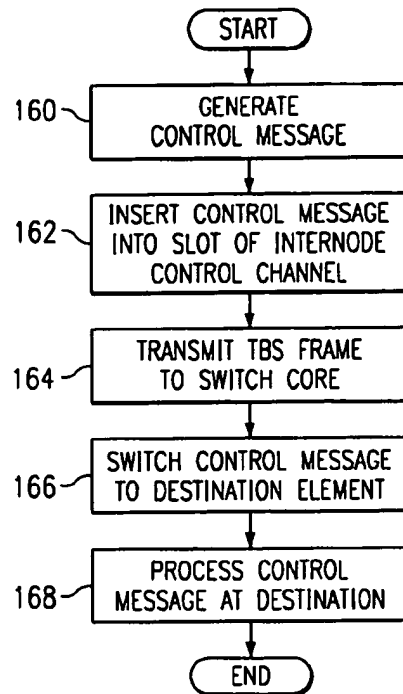 START
160
GENERATE
CONTROL MESSAGE
162
INSERT CONTROL MESSAGE
INTO SLOT OF INTERNODE
CONTROL CHANNEL
164
TRANSMIT TBS FRAME
TO SWITCH CORE
166
SWITCH CONTROL MESSAGE
TO DESTINATION ELEMENT
168
PROCESS CONTROL
MESSAGE AT DESTINATION
END